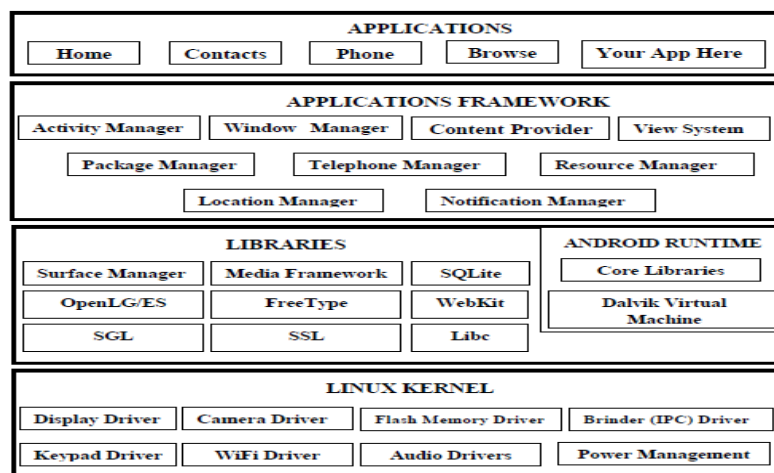 APPLICATIONS
Home Contacts Phone Browse Your App Here
APPLICATIONS FRAMEWORK
Activity Manager Window Manager Content Provider View System
Package Manager Telephone Manager Resource Manager
Location Manager Notification Manager
LIBRARIES
Surface Manager Media Framework SQLite
OpenLG/ES FreeType WebKit
SGL SSL Libc
ANDROID RUNTIME
Core Libraries
Dalvik Virtual
Machine
LINUX KERNEL
Display Driver Camera Driver Flash Memory Driver Brinder (IPC) Driver
Keypad Driver WiFi Driver Audio Drivers Power Management